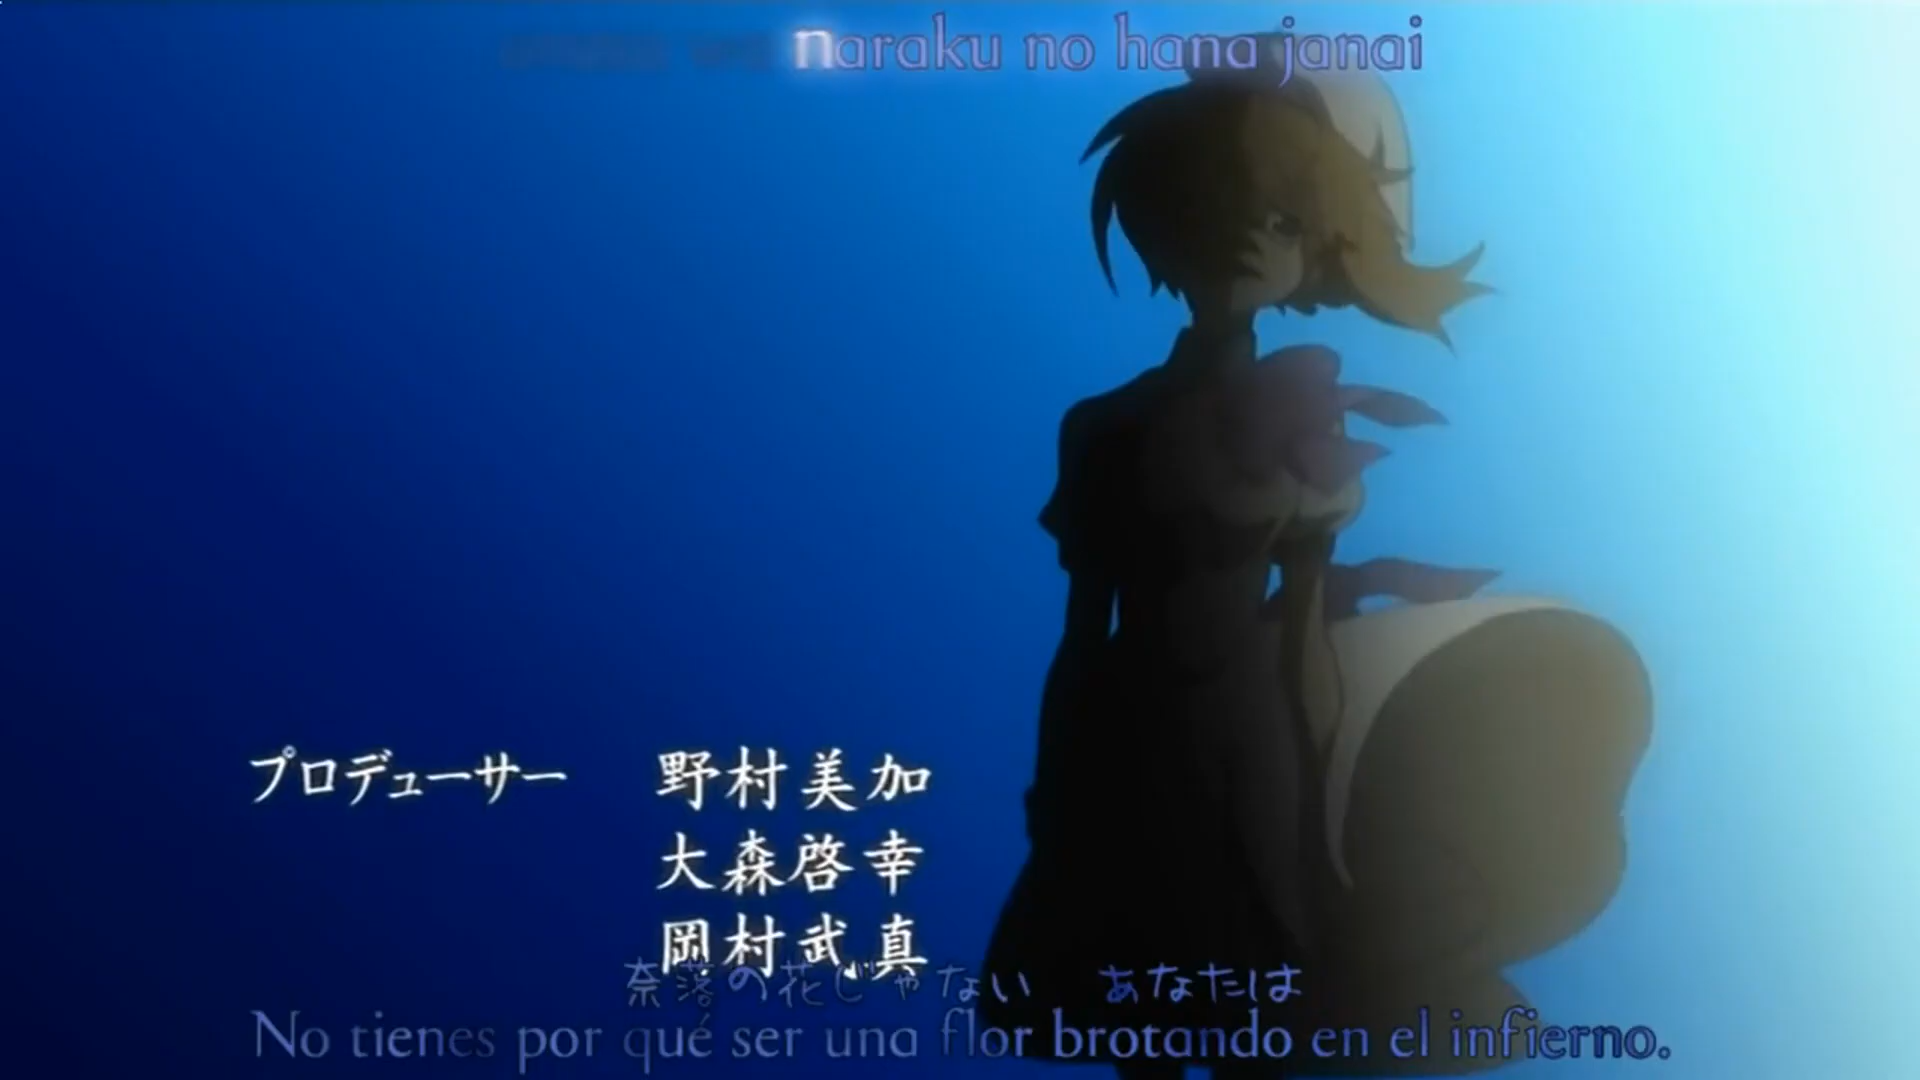 naraku no hana janai
プロデューサー 野村美加
大森啓幸
岡村武真
奈落の花じゃない あなたは
No tienes por qué ser una flor brotando en el infierno.